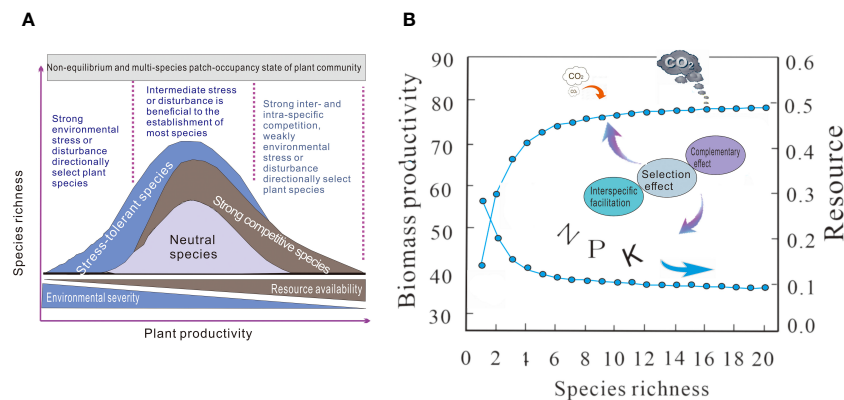 A
Non-equilibrium and multi-species patch-occupancy state of plant community
Strong
environmental
stress or
disturbance
directionally
select plant
species
Intermediate stress
or disturbance is
beneficial to the
establishment of
most species
Strong inter- and
intra-specific
competition,
weakly
environmental
stress or
disturbance
directionally select
plant species
Species richness
Stress-tolerant species
Strong competitive species
Neutral
species
Resource availability
Environmental severity
Plant productivity
B
Biomass productivity
90
80
70
60
50
40
30
0.6
0.5
0.4
0.3
0.2
0.1
0.0
Resource
CO2
CO2
Complementary
effect
Selection
effect
Interspecific
facilitation
N P K
0 2 4 6 8 10 12 14 16 18 20
Species richness